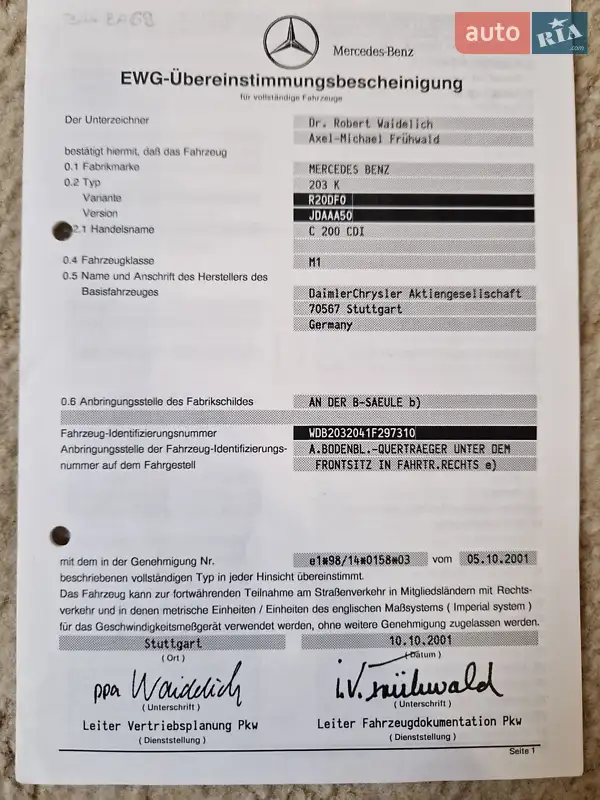 auto RIA.com
Mercedes-Benz
EWG-Übereinstimmungsbescheinigung
für vollständige Fahrzeuge
Der Unterzeichner Dr. Robert Waidelich
Axel-Michael Frühwald
bestätigt hiermit, daß das Fahrzeug
0.1 Fabrikmarke MERCEDES BENZ
0.2 Typ 203 K
Variante R20DF0
Version JDAAA50
2.1 Handelsname C 200 CDI
0.4 Fahrzeugklasse M1
0.5 Name und Anschrift des Herstellers des
Basisfahrzeuges DaimlerChrysler Aktiengesellschaft
70567 Stuttgart
Germany
0.6 Anbringungsstelle des Fabrikschildes AN DER B-SAEULE b)
Fahrzeug-Identifizierungsnummer WDB2032041F297310
Anbringungsstelle der Fahrzeug-Identifizierungs- A.BODENBL.-QUERTRAEGER UNTER DEM
nummer auf dem Fahrgestell FRONTSITZ IN FAHRTR.RECHTS e)
mit dem in der Genehmigung Nr. e1*98/14*0158*03 vom 05.10.2001
beschriebenen vollständigen Typ in jeder Hinsicht übereinstimmt.
Das Fahrzeug kann zur fortwährenden Teilnahme am Straßenverkehr in Mitgliedsländern mit Rechts-
verkehr und in denen metrische Einheiten / Einheiten des englischen Maßsystems ( Imperial system )
für das Geschwindigkeitsmeßgerät verwendet werden, ohne weitere Genehmigung zugelassen werden.
Stuttgart 10.10.2001
( Ort ) ( Datum )
ppa Waidelich i.V. Frühwald
( Unterschrift ) ( Unterschrift )
Leiter Vertriebsplanung Pkw Leiter Fahrzeugdokumentation Pkw
( Dienststellung ) ( Dienststellung )
Seite 1